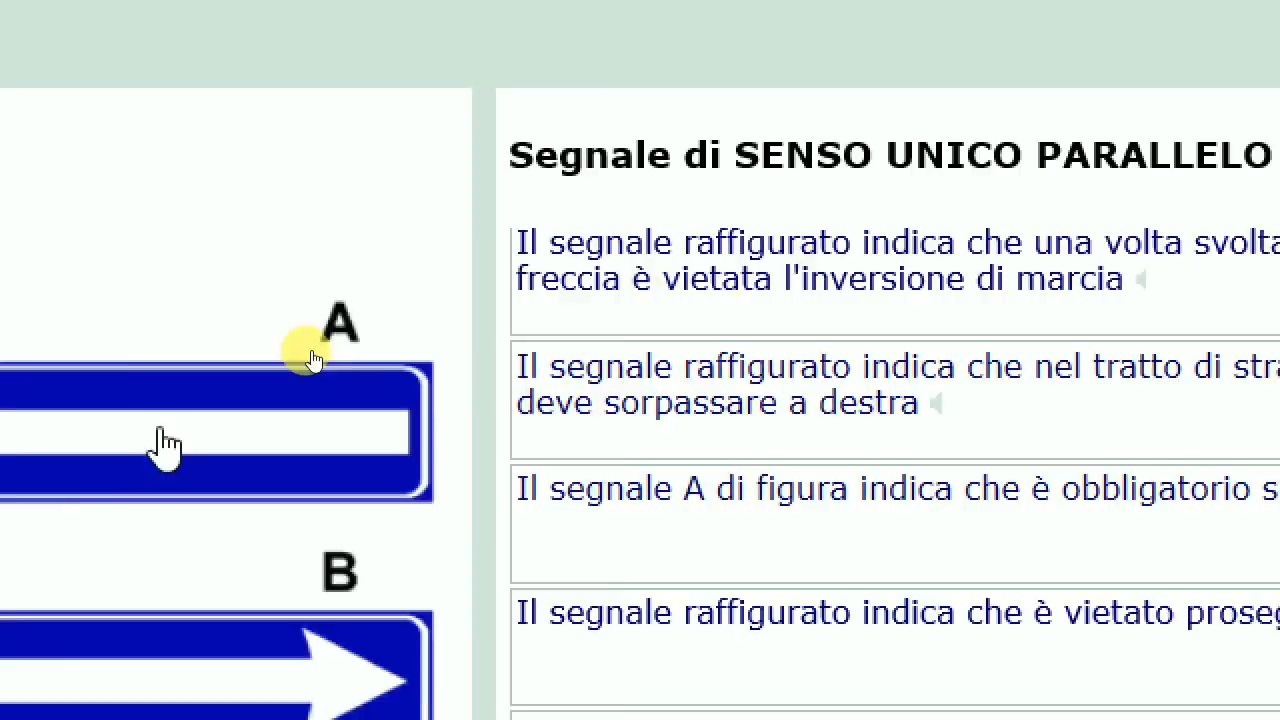 Segnale di SENSO UNICO PARALLELO
Il segnale raffigurato indica che una volta svolta
freccia è vietata l'inversione di marcia
A
Il segnale raffigurato indica che nel tratto di
deve sorpassare a destra
Il segnale A di figura indica che è obbligatorio
B
Il segnale raffigurato indica che è vietato